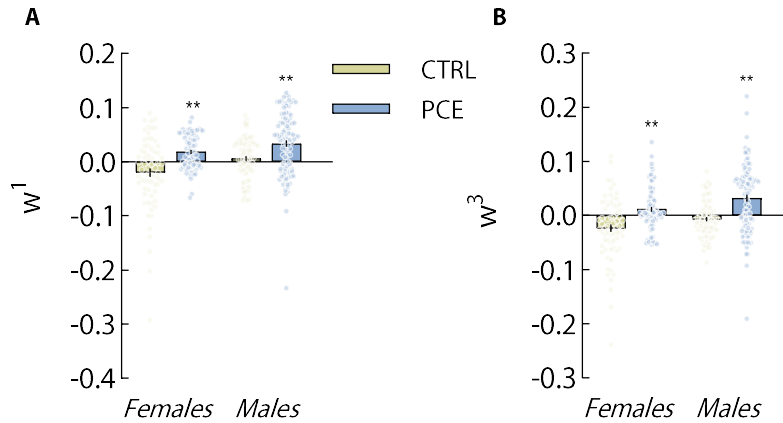 A
0.2
0.1
0.0
-0.1
-0.2
-0.3
-0.4
w1
**
**
Females Males
CTRL
PCE
B
0.3
0.2
0.1
0.0
-0.1
-0.2
-0.3
w3
**
**
Females Males